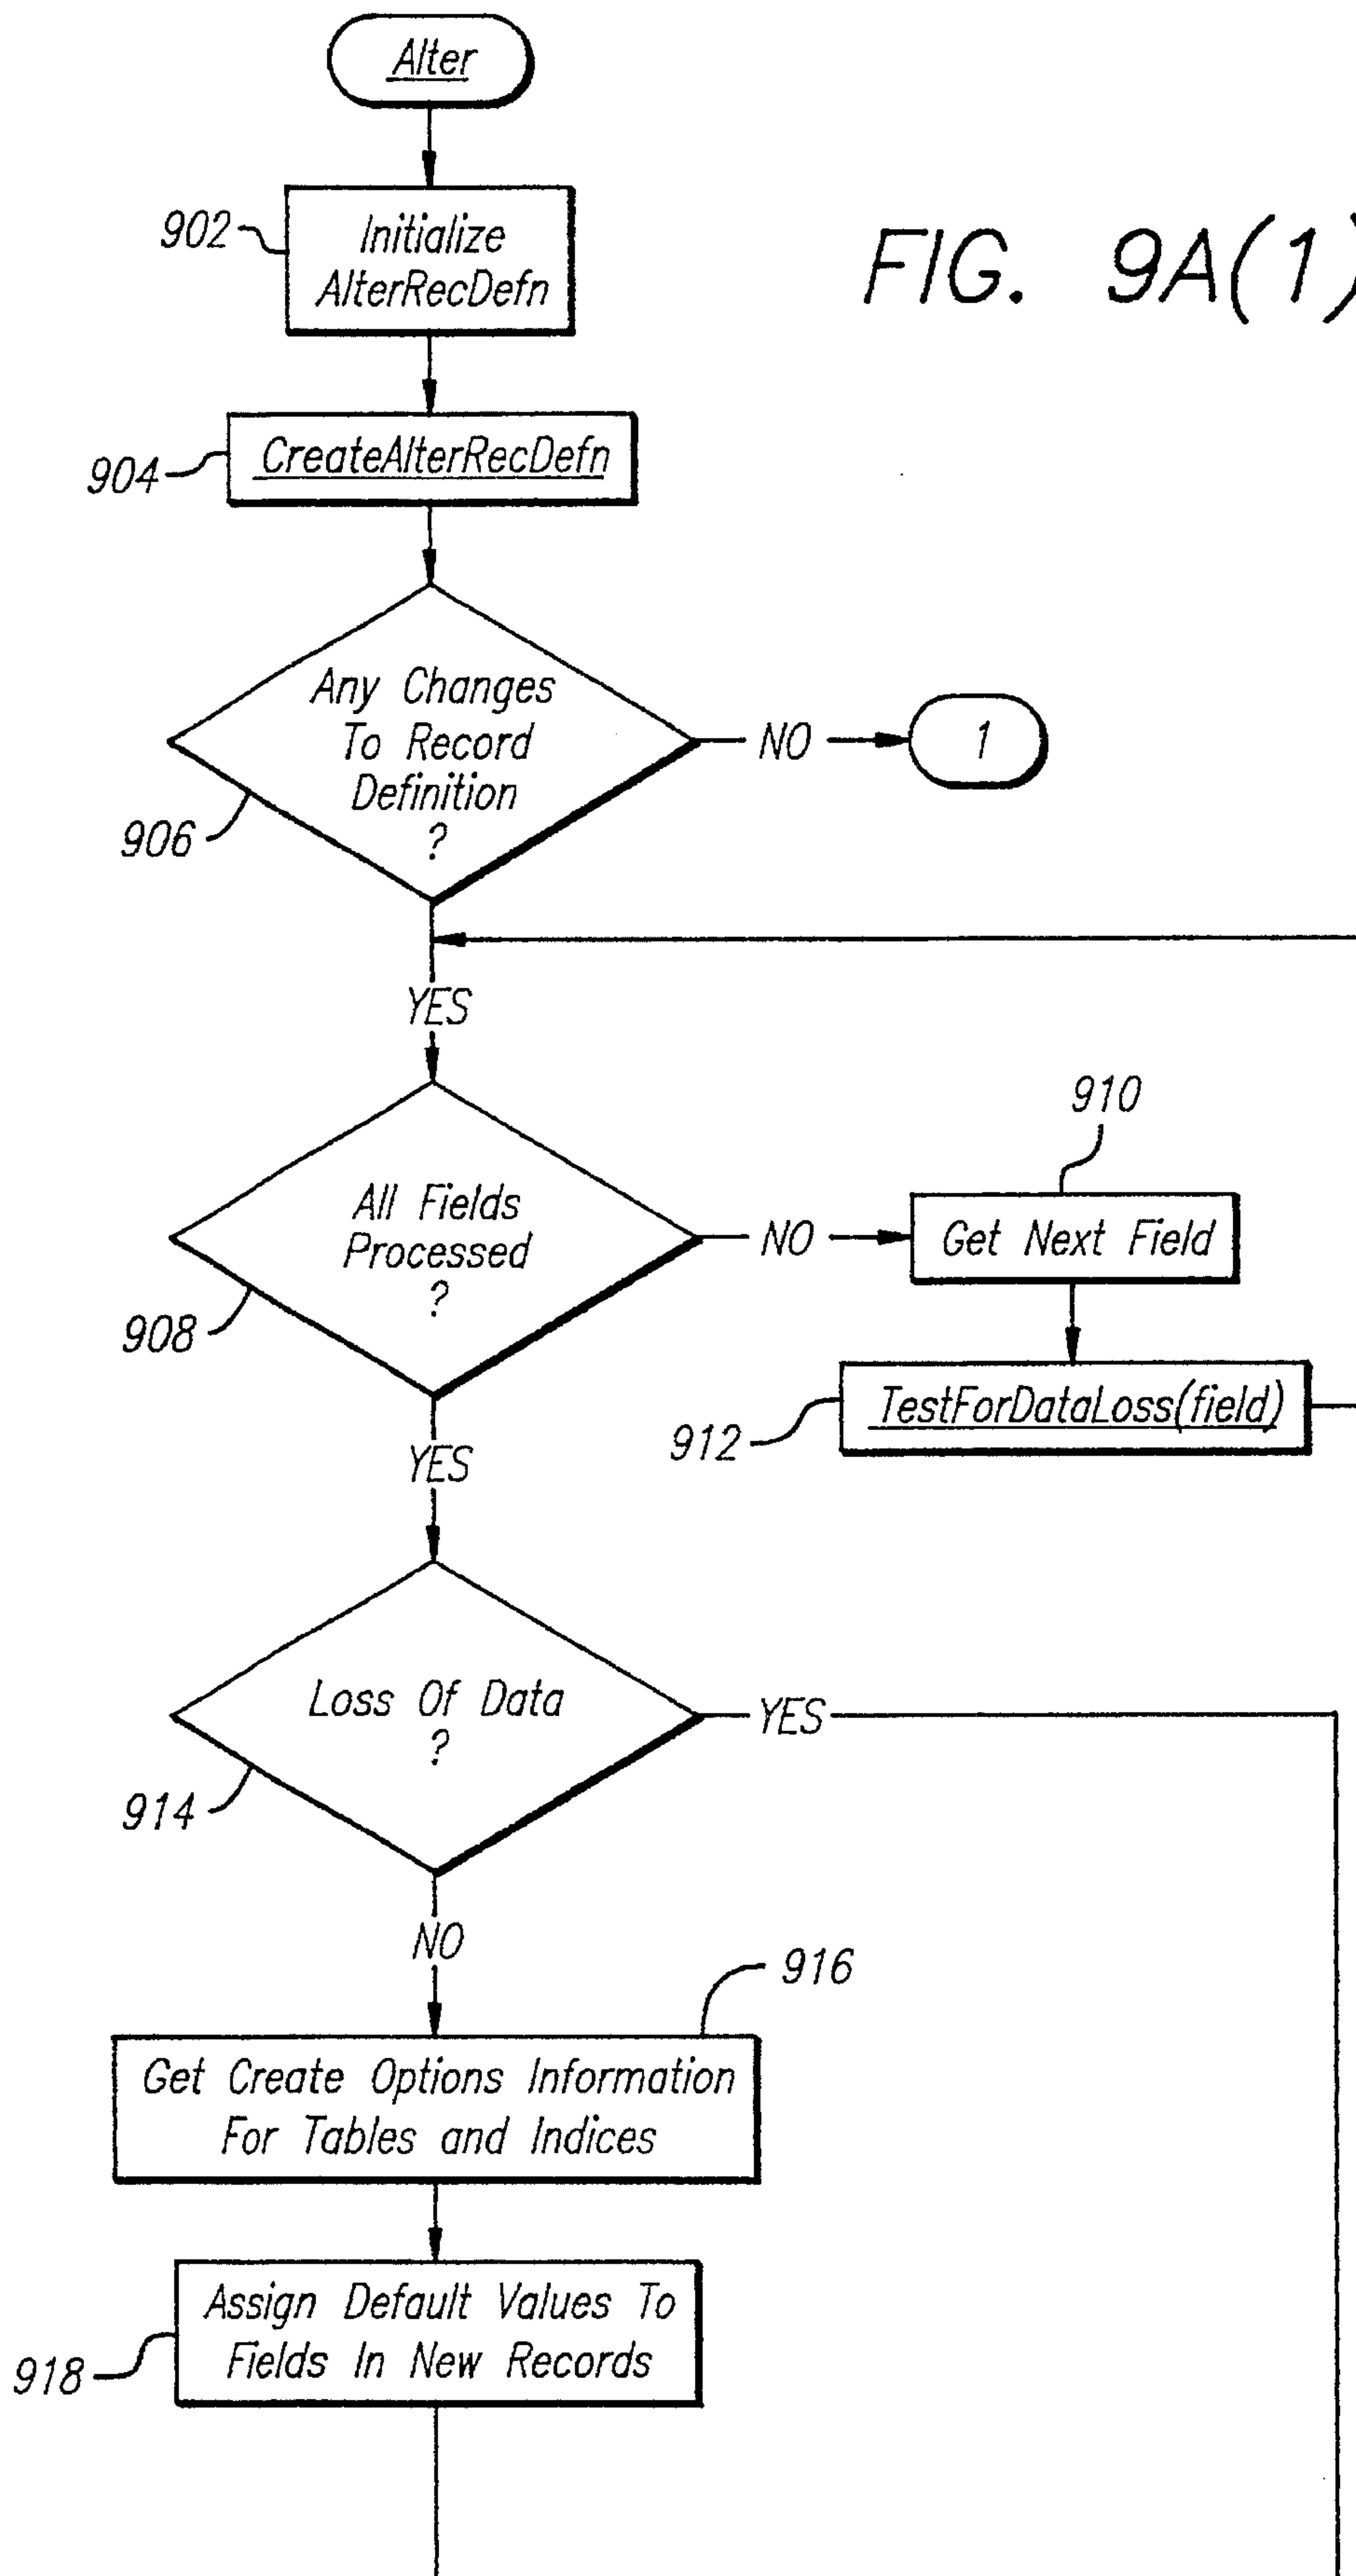 Alter
902
Initialize
AlterRecDefn
FIG. 9A(1)
904
CreateAlterRecDefn
Any Changes
To Record
Definition
?
906
NO
1
YES
910
All Fields
Processed
?
908
NO
Get Next Field
912
TestForDataLoss(field)
YES
Loss Of Data
?
914
YES
NO
916
Get Create Options Information
For Tables and Indices
918
Assign Default Values To
Fields In New Records